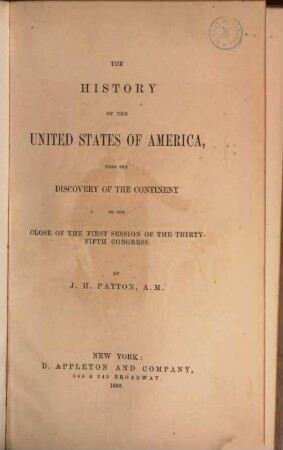 THE
HISTORY
OF THE
UNITED STATES OF AMERICA,
FROM THE
DISCOVERY OF THE CONTINENT
TO THE
CLOSE OF THE FIRST SESSION OF THE THIRTY-
FIFTH CONGRESS.
BY
J. H. PATTON, A.M.
NEW YORK:
D. APPLETON AND COMPANY,
346 & 348 BROADWAY.